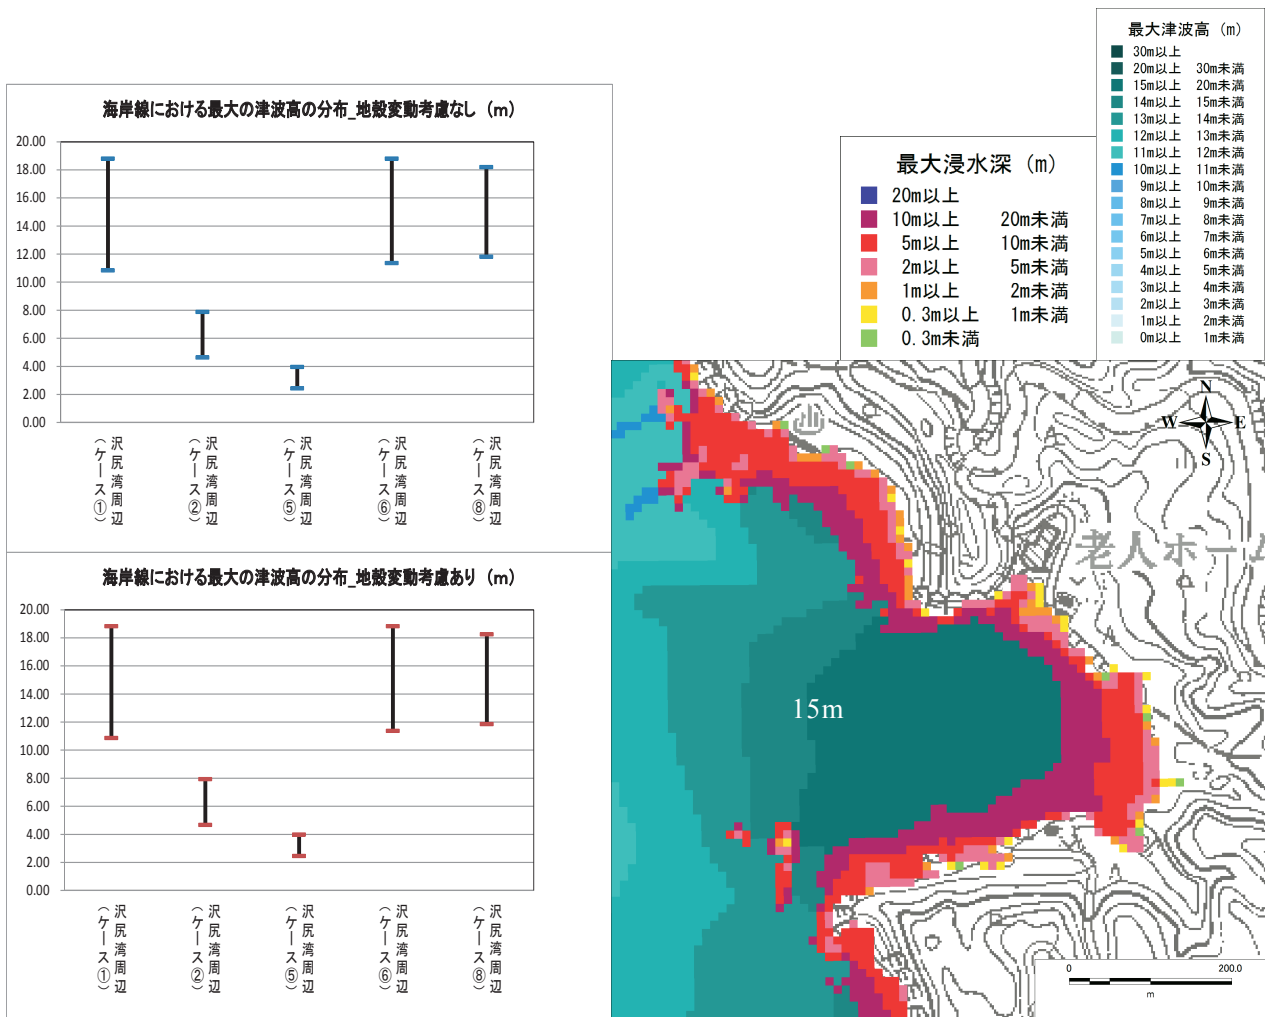 海岸線における最大の津波高の分布_地殻変動考慮なし（m）
20.00
18.00
16.00
14.00
12.00
10.00
8.00
6.00
4.00
2.00
0.00
沢尻湾周辺
（ケース①）
沢尻湾周辺
（ケース②）
沢尻湾周辺
（ケース⑤）
沢尻湾周辺
（ケース⑥）
沢尻湾周辺
（ケース⑧）
海岸線における最大の津波高の分布_地殻変動考慮あり（m）
20.00
18.00
16.00
14.00
12.00
10.00
8.00
6.00
4.00
2.00
0.00
沢尻湾周辺
（ケース①）
沢尻湾周辺
（ケース②）
沢尻湾周辺
（ケース⑤）
沢尻湾周辺
（ケース⑥）
沢尻湾周辺
（ケース⑧）
最大浸水深（m）
20m以上
10m以上 20m未満
5m以上 10m未満
2m以上 5m未満
1m以上 2m未満
0.3m以上 1m未満
0.3m未満
最大津波高（m）
30m以上
20m以上 30m未満
15m以上 20m未満
14m以上 15m未満
13m以上 14m未満
12m以上 13m未満
11m以上 12m未満
10m以上 11m未満
9m以上 10m未満
8m以上 9m未満
7m以上 8m未満
6m以上 7m未満
5m以上 6m未満
4m以上 5m未満
3m以上 4m未満
2m以上 3m未満
1m以上 2m未満
0m以上 1m未満
N
W E
S
老人ホーム
15m
0 200.0
m